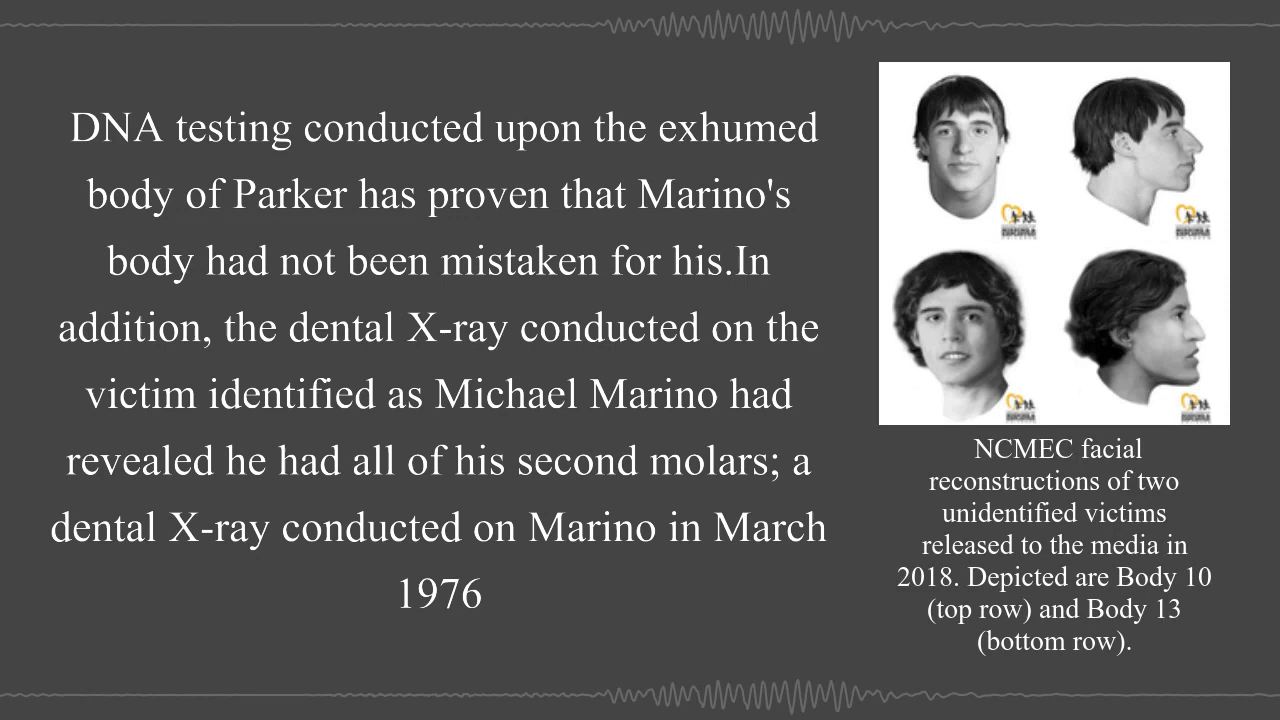 DNA testing conducted upon the exhumed
body of Parker has proven that Marino's
body had not been mistaken for his.In
addition, the dental X-ray conducted on the
victim identified as Michael Marino had
revealed he had all of his second molars; a
dental X-ray conducted on Marino in March
1976
NCMEC facial
reconstructions of two
unidentified victims
released to the media in
2018. Depicted are Body 10
(top row) and Body 13
(bottom row).